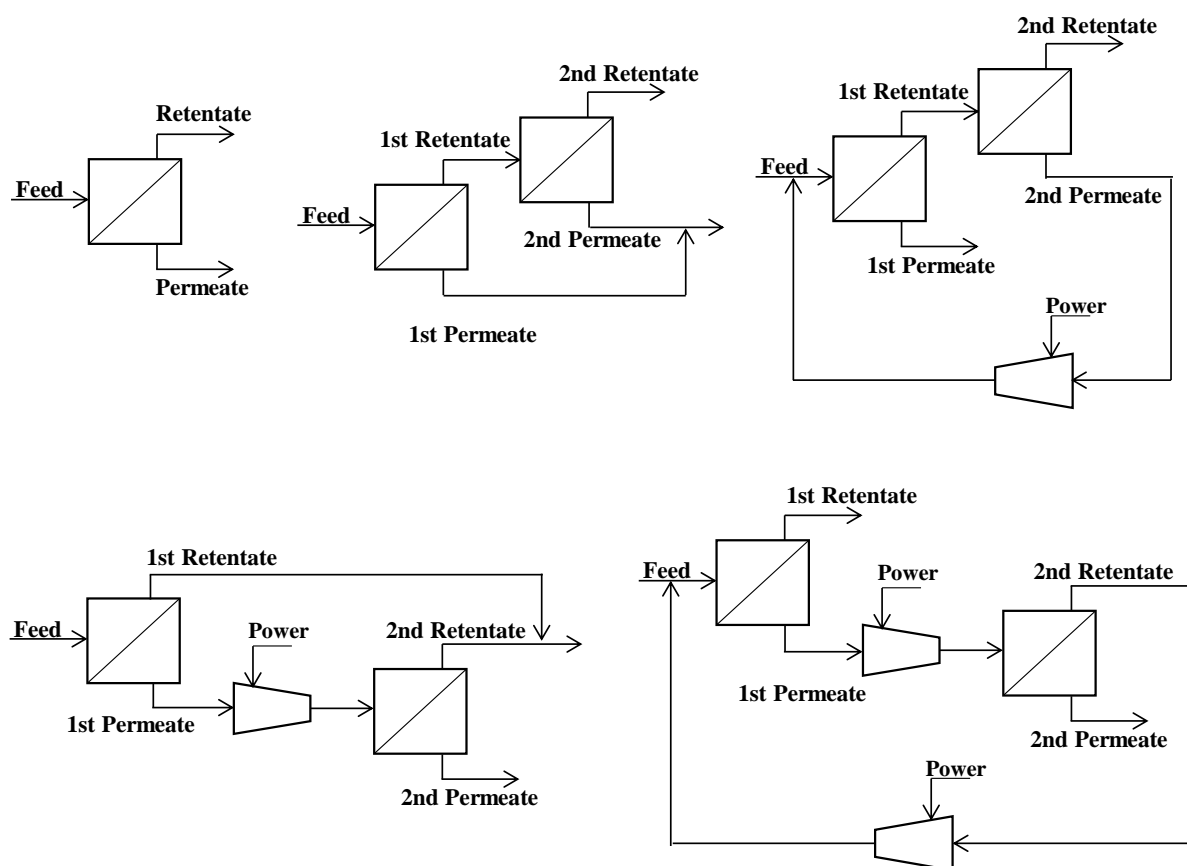 Retentate
Feed
Permeate
2nd Retentate
1st Retentate
Feed
2nd Permeate
1st Permeate
2nd Retentate
1st Retentate
Feed
2nd Permeate
1st Permeate
Power
1st Retentate
Feed
Power
2nd Retentate
1st Permeate
2nd Permeate
1st Retentate
Feed
Power
2nd Retentate
1st Permeate
2nd Permeate
Power